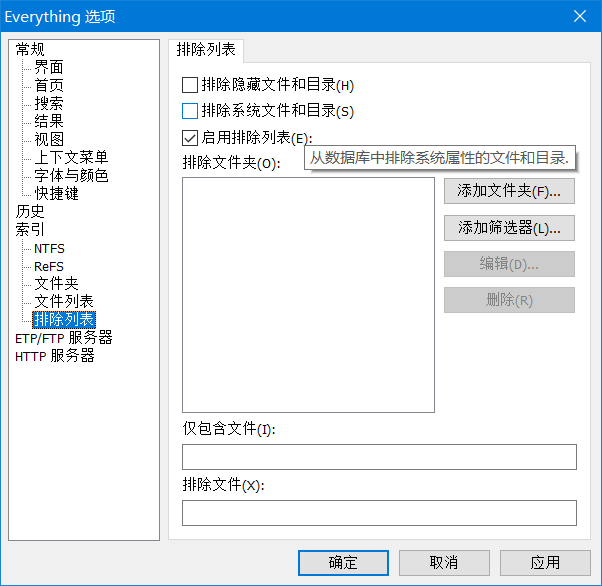 Everything 选项
常规
界面
首页
搜索
结果
视图
上下文菜单
字体与颜色
快捷键
历史
索引
NTFS
ReFS
文件夹
文件列表
排除列表
ETP/FTP 服务器
HTTP 服务器
排除列表
排除隐藏文件和目录(H)
排除系统文件和目录(S)
启用排除列表(E):
从数据库中排除系统属性的文件和目录.
排除文件夹(O):
添加文件夹(F)...
添加筛选器(L)...
编辑(D)...
删除(R)
仅包含文件(I):
排除文件(X):
确定
取消
应用